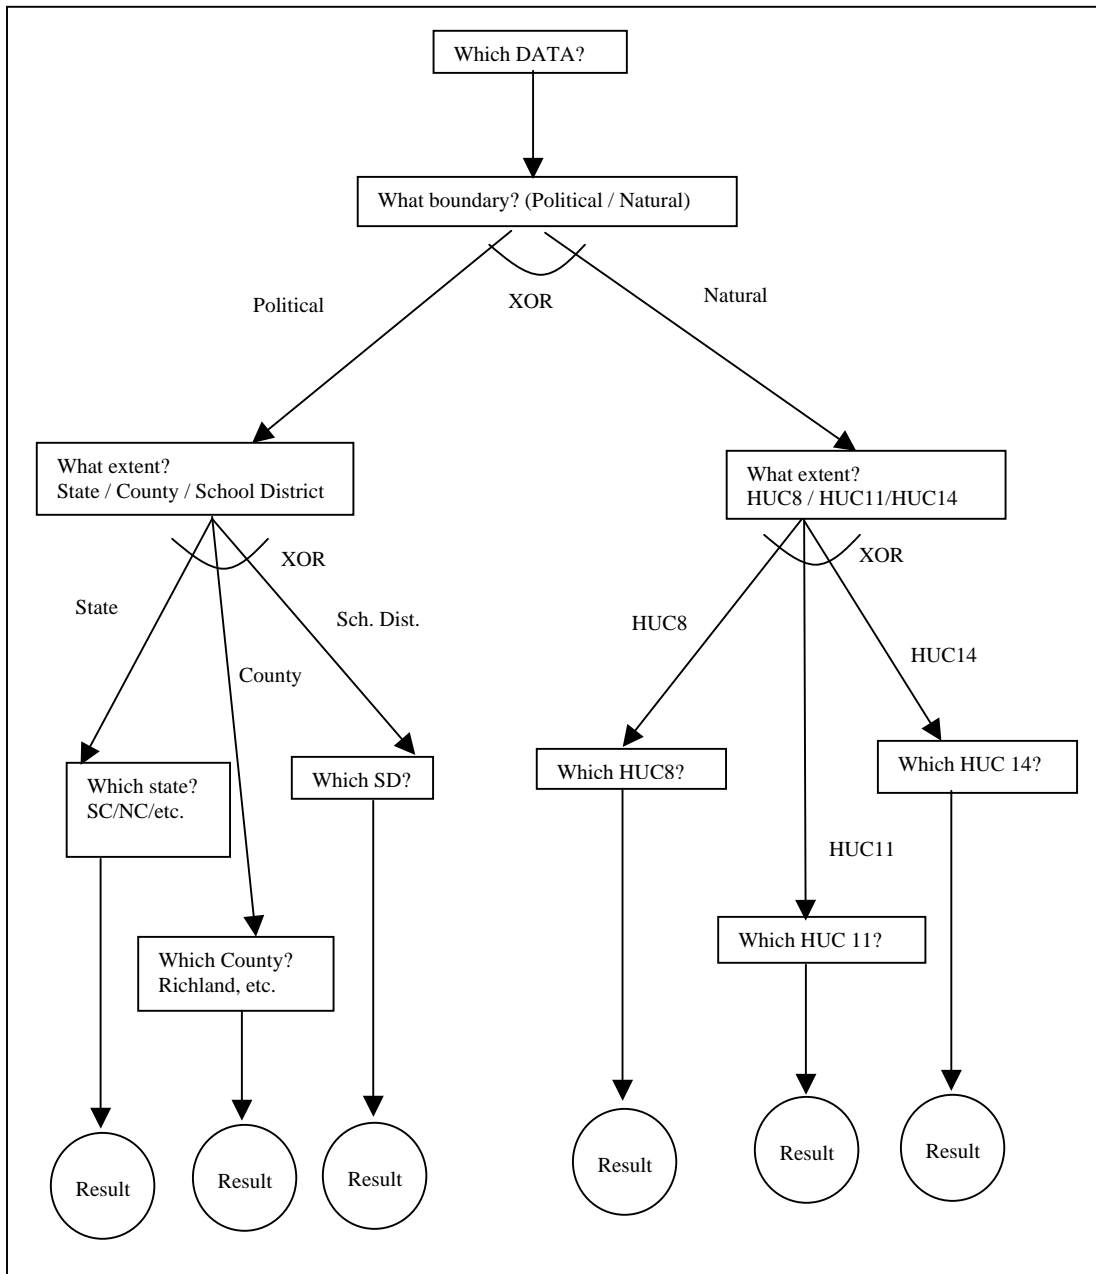 Which DATA?
What boundary? (Political / Natural)
Political
XOR
Natural
What extent?
State / County / School District
What extent?
HUC8 / HUC11/HUC14
XOR
XOR
State
Sch. Dist.
County
HUC8
HUC14
HUC11
Which state?
SC/NC/etc.
Which SD?
Which HUC8?
Which HUC 14?
Which County?
Richland, etc.
Which HUC 11?
Result
Result
Result
Result
Result
Result